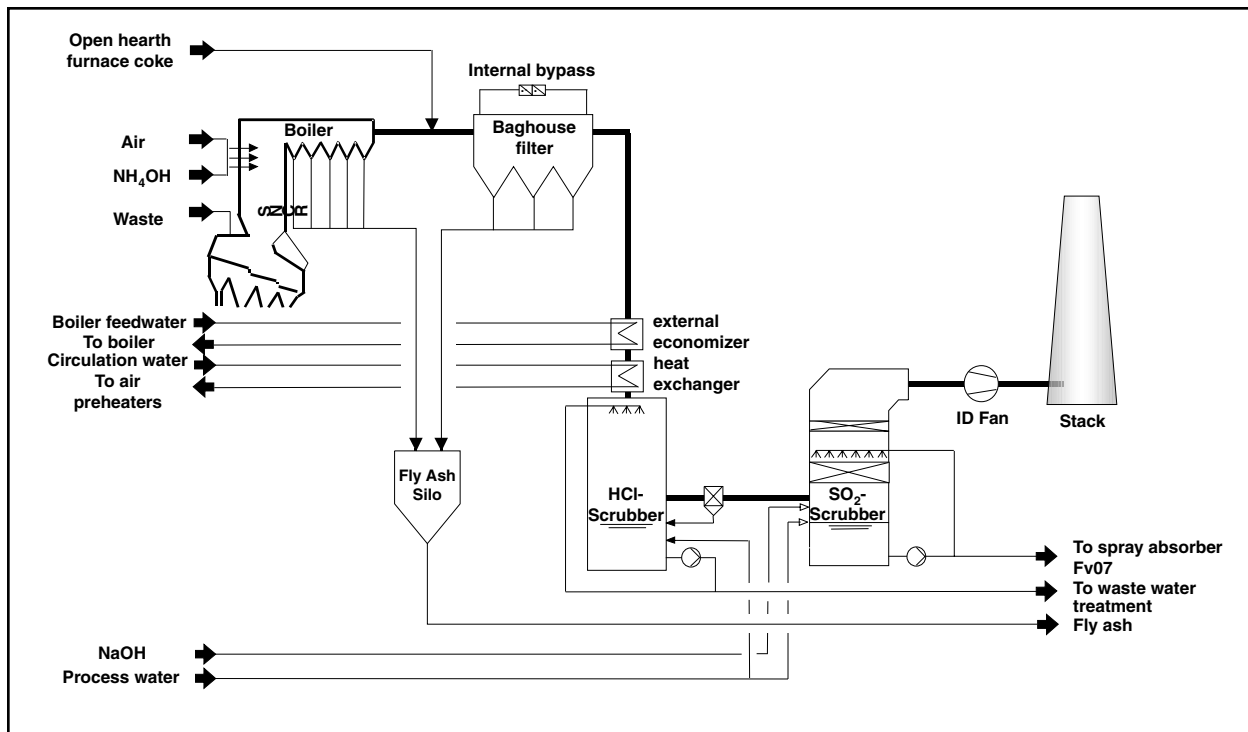 Open hearth
furnace coke
Internal bypass
Boiler
Baghouse
filter
Air
NH₄OH
SNCR
Waste
Boiler feedwater
To boiler
Circulation water
To air
preheaters
external
economizer
heat
exchanger
ID Fan
Stack
Fly Ash
Silo
HCl-
Scrubber
SO₂-
Scrubber
To spray absorber
Fv07
To waste water
treatment
Fly ash
NaOH
Process water